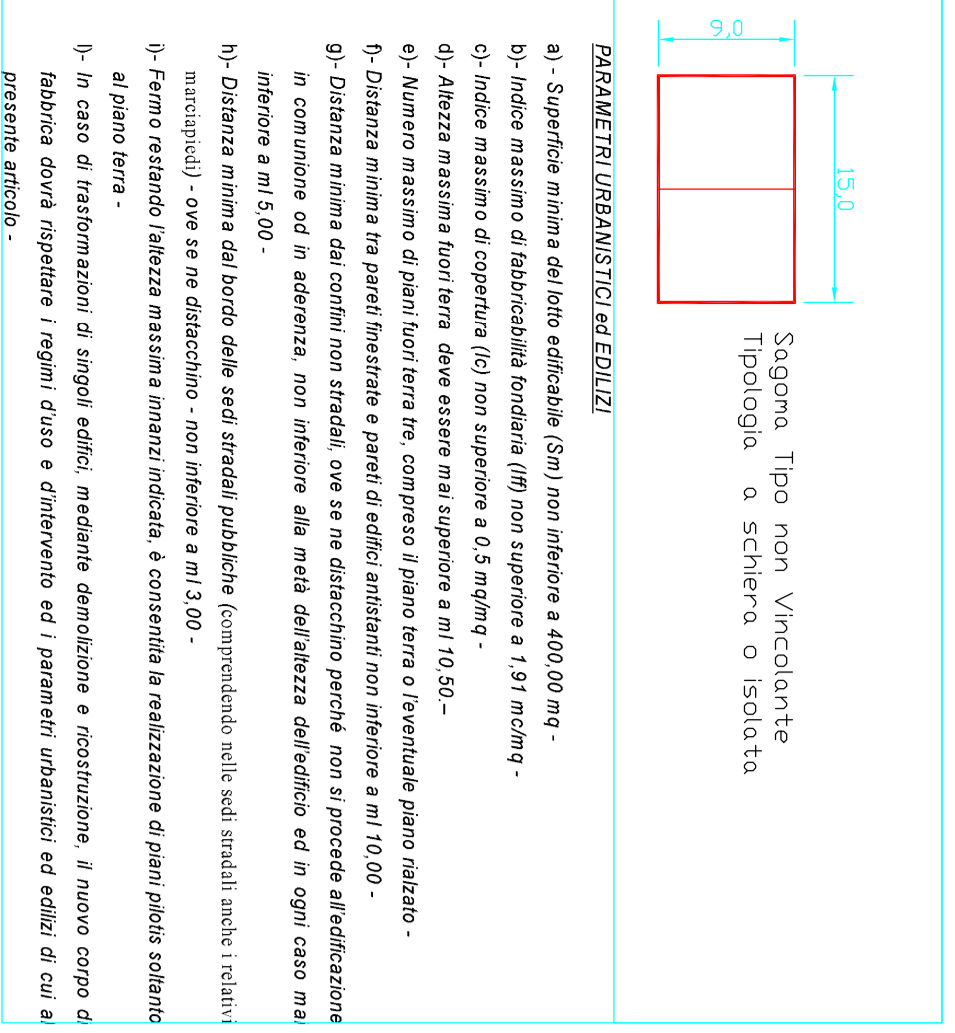 9,0
15,0
Sagoma Tipo non Vincolante
Tipologia a schiera o isolata
PARAMETRI URBANISTICI ed EDILIZI
a) - Superficie minima del lotto edificabile (Sm) non inferiore a 400,00 mq -
b)- Indice massimo di fabbricabilità fondiaria (Iff) non superiore a 1,91 mc/mq -
c)- Indice massimo di copertura (Ic) non superiore a 0,5 mq/mq -
d)- Altezza massima fuori terra deve essere mai superiore a ml 10,50.–
e)- Numero massimo di piani fuori terra tre, compreso il piano terra o l'eventuale piano rialzato -
f)- Distanza minima tra pareti finestrate e pareti di edifici antistanti non inferiore a ml 10,00 -
g)- Distanza minima dai confini non stradali, ove se ne distacchino perché non si procede all'edificazione
in comunione od in aderenza, non inferiore alla metà dell'altezza dell'edificio ed in ogni caso mai
inferiore a ml 5,00 -
h)- Distanza minima dal bordo delle sedi stradali pubbliche (comprendendo nelle sedi stradali anche i relativi
marciapiedi) - ove se ne distacchino - non inferiore a ml 3,00 -
i)- Fermo restando l'altezza massima innanzi indicata, è consentita la realizzazione di piani pilotis soltanto
al piano terra -
l)- In caso di trasformazioni di singoli edifici, mediante demolizione e ricostruzione, il nuovo corpo di
fabbrica dovrà rispettare i regimi d'uso e d'intervento ed i parametri urbanistici ed edilizi di cui al
presente articolo -